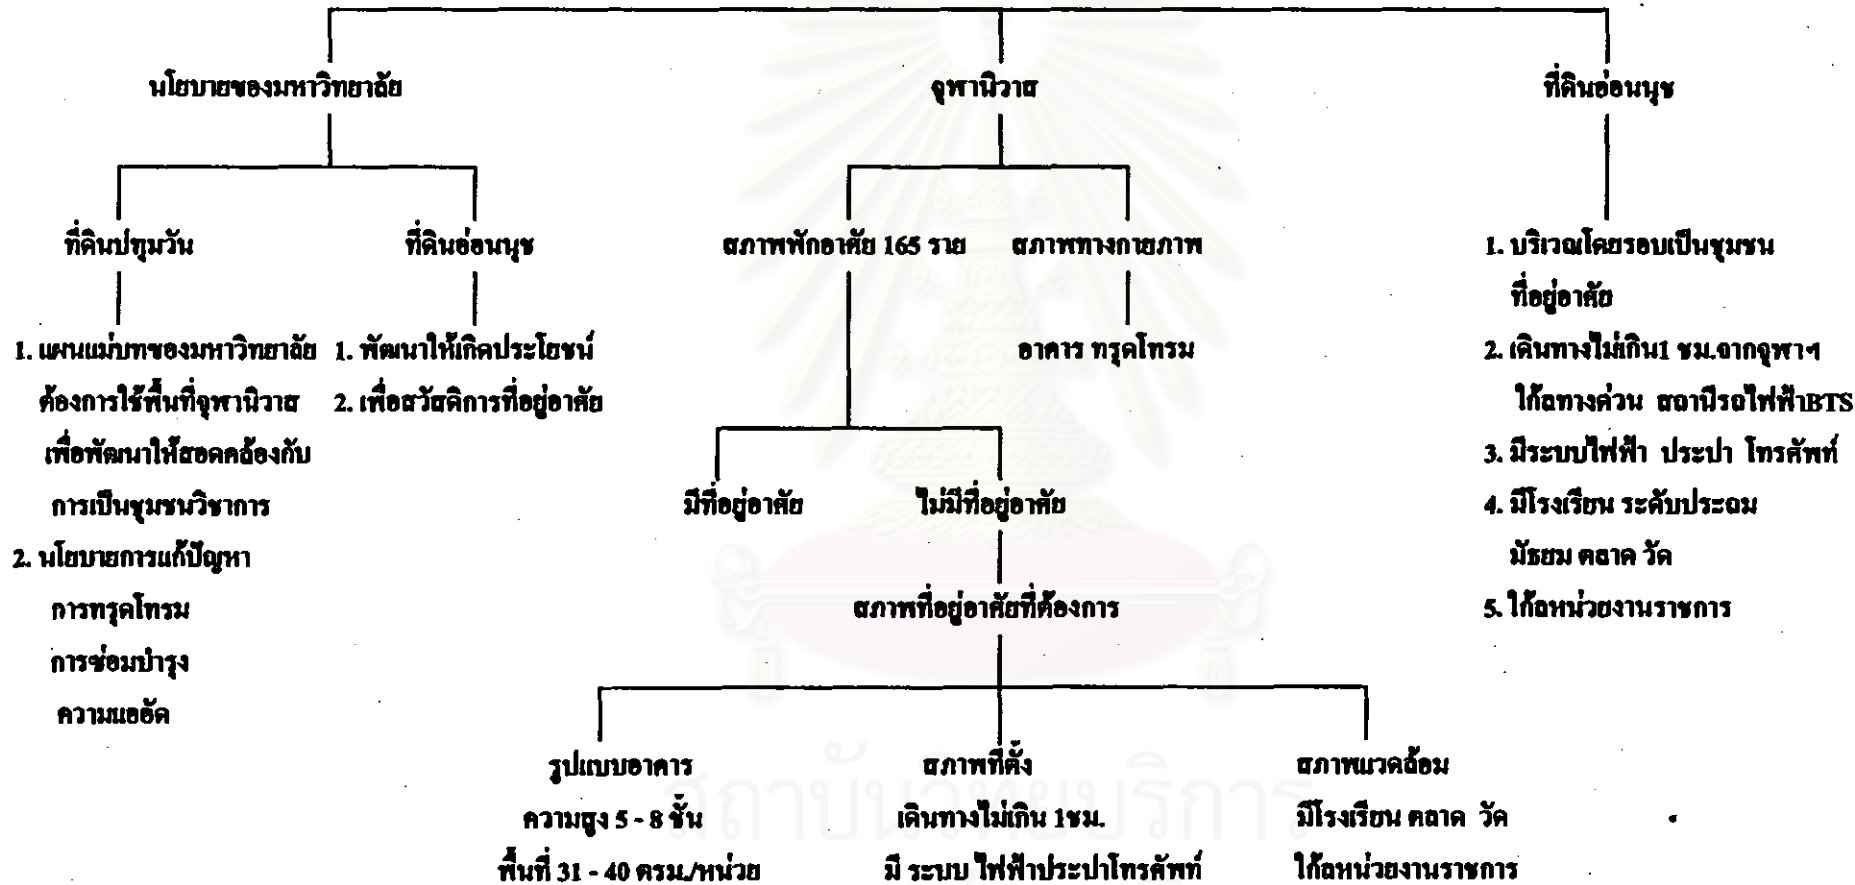 นโยบายของมหาวิทยาลัย
จุฬานิวาส
ที่ดินอ่อนนุช
ที่ดินปทุมวัน
ที่ดินอ่อนนุช
สภาพพักอาศัย 165 ราย
สภาพทางกายภาพ
1. บริเวณโดยรอบเป็นชุมชน
ที่อยู่อาศัย
2. เดินทางไม่เกิน1 ชม.จากจุฬาฯ
ใกล้ทางด่วน สถานีรถไฟฟ้าBTS
3. มีระบบไฟฟ้า ประปา โทรศัพท์
4. มีโรงเรียน ระดับประถม
มัธยม ตลาด วัด
5. ใกล้หน่วยงานราชการ
1. แผนแม่บทของมหาวิทยาลัย
ต้องการใช้พื้นที่จุฬานิวาส
เพื่อพัฒนาให้สอดคล้องกับ
การเป็นชุมชนวิชาการ
2. นโยบายการแก้ปัญหา
การทรุดโทรม
การซ่อมบำรุง
ความแออัด
1. พัฒนาให้เกิดประโยชน์
2. เพื่อสวัสดิการที่อยู่อาศัย
อาคาร ทรุดโทรม
มีที่อยู่อาศัย
ไม่มีที่อยู่อาศัย
สภาพที่อยู่อาศัยที่ต้องการ
รูปแบบอาคาร
ความสูง 5 - 8 ชั้น
พื้นที่ 31 - 40 ตรม./หน่วย
สภาพที่ตั้ง
เดินทางไม่เกิน 1ชม.
มี ระบบ ไฟฟ้าประปาโทรศัพท์
สภาพแวดล้อม
มีโรงเรียน ตลาด วัด
ใกล้หน่วยงานราชการ
สถาบันวิทยบริการ